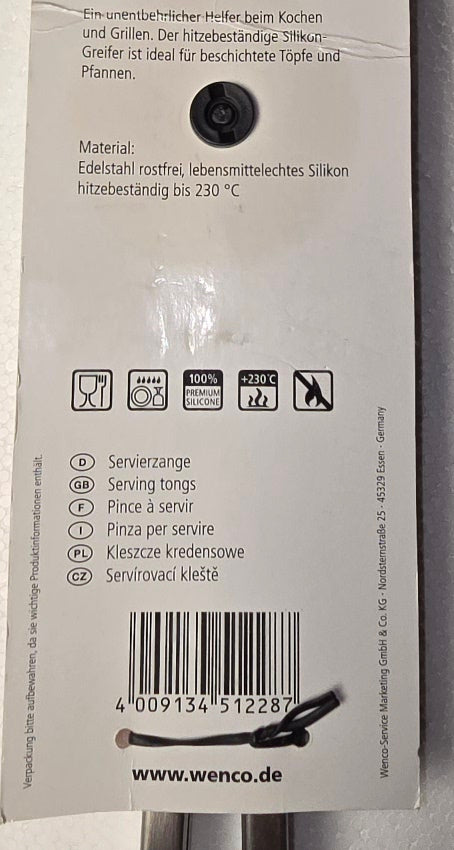 Ein unentbehrlicher Helfer beim Kochen
und Grillen. Der hitzebeständige Silikon-
Greifer ist ideal für beschichtete Töpfe und
Pfannen.
Material:
Edelstahl rostfrei, lebensmittelechtes Silikon
hitzebeständig bis 230 °C
100%
PREMIUM
SILICONE
+230°C
D Servierzange
GB Serving tongs
F Pince à servir
I Pinza per servire
PL Kleszcze kredensowe
CZ Servírovací kleště
4 009134 512287
www.wenco.de
Verpackung bitte aufbewahren, da sie wichtige Produktinformationen enthält.
Wenco-Service Marketing GmbH & Co. KG · Nordsternstraße 25 · 45329 Essen · Germany